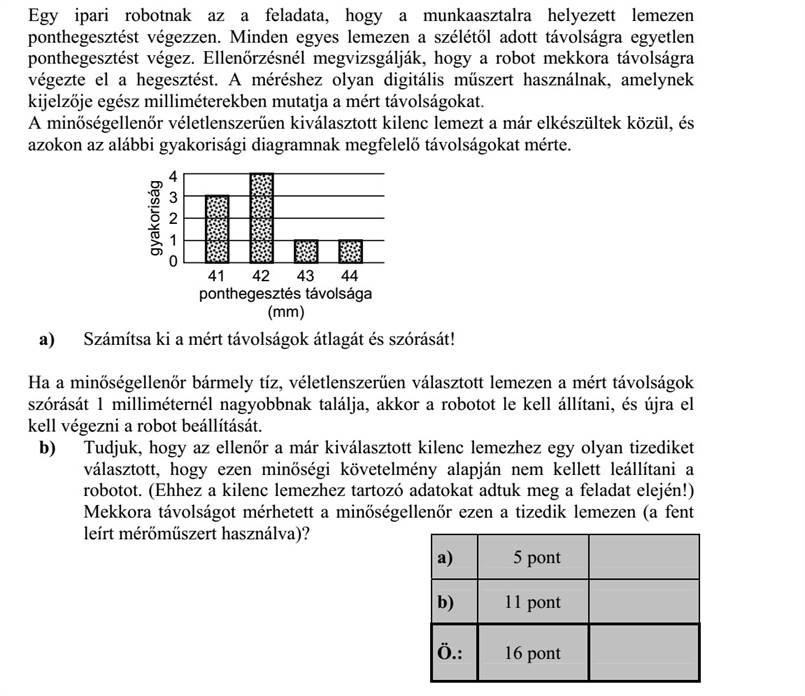 Egy ipari robotnak az a feladata, hogy a munkaasztalra helyezett lemezen
ponthegesztést végezzen. Minden egyes lemezen a szélétől adott távolságra egyetlen
ponthegesztést végez. Ellenőrzésnél megvizsgálják, hogy a robot mekkora távolságra
végezte el a hegesztést. A méréshez olyan digitális műszert használnak, amelynek
kijelzője egész milliméterekben mutatja a mért távolságokat.
A minőségellenőr véletlenszerűen kiválasztott kilenc lemezt a már elkészültek közül, és
azokon az alábbi gyakorisági diagramnak megfelelő távolságokat mérte.
gyakoriság
4
3
2
1
0
41 42 43 44
ponthegesztés távolsága
(mm)
a) Számítsa ki a mért távolságok átlagát és szórását!
Ha a minőségellenőr bármely tíz, véletlenszerűen választott lemezen a mért távolságok
szórását 1 milliméternél nagyobbnak találja, akkor a robotot le kell állítani, és újra el
kell végezni a robot beállítását.
b) Tudjuk, hogy az ellenőr a már kiválasztott kilenc lemezhez egy olyan tizediket
választott, hogy ezen minőségi követelmény alapján nem kellett leállítani a
robotot. (Ehhez a kilenc lemezhez tartozó adatokat adtuk meg a feladat elején!)
Mekkora távolságot mérhetett a minőségellenőr ezen a tizedik lemezen (a fent
leírt mérőműszert használva)?
a) 5 pont
b) 11 pont
Ö.: 16 pont